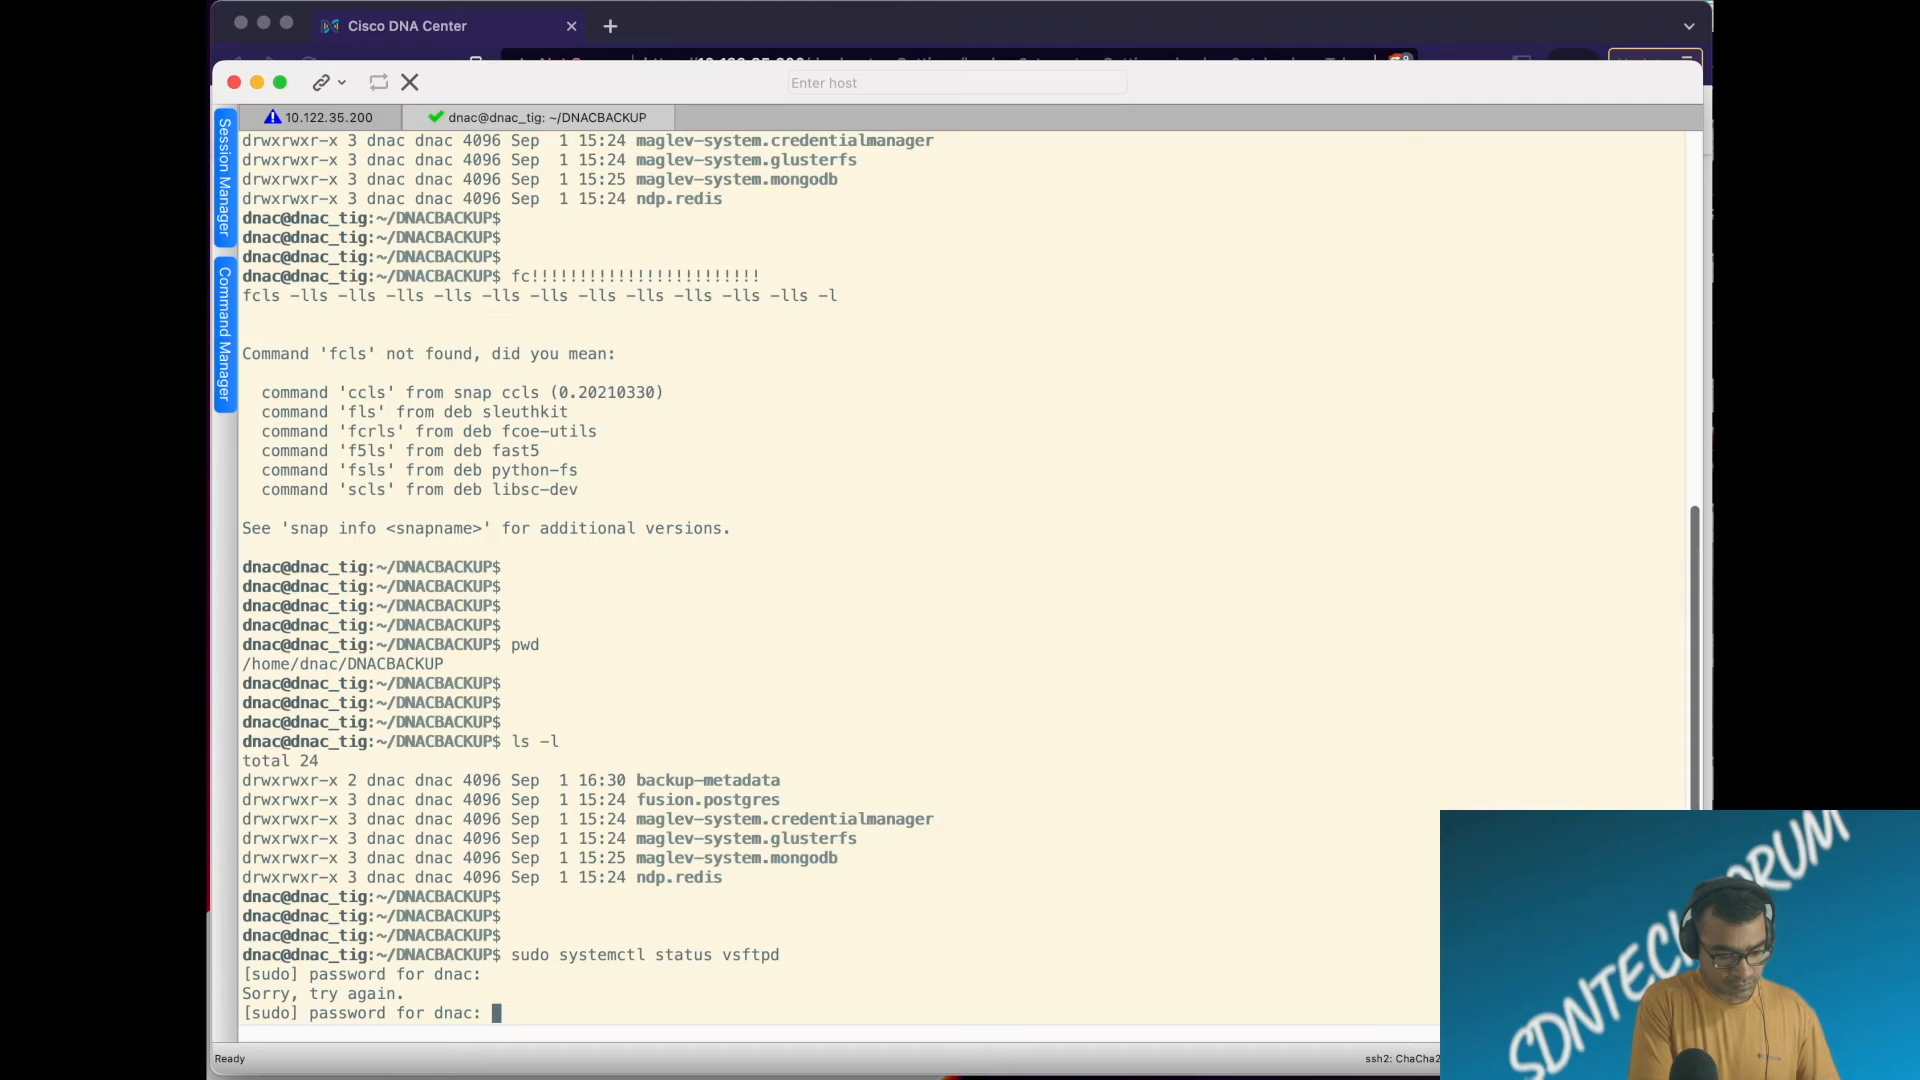 Cisco DNA Center
Enter host
10.122.35.200
dnac@dnac_tig: ~/DNACBACKUP
Session Manager
Command Manager
drwxrwxr-x 3 dnac dnac 4096 Sep  1 15:24 maglev-system.credentialmanager
drwxrwxr-x 3 dnac dnac 4096 Sep  1 15:24 maglev-system.glusterfs
drwxrwxr-x 3 dnac dnac 4096 Sep  1 15:25 maglev-system.mongodb
drwxrwxr-x 3 dnac dnac 4096 Sep  1 15:24 ndp.redis
dnac@dnac_tig:~/DNACBACKUP$
dnac@dnac_tig:~/DNACBACKUP$
dnac@dnac_tig:~/DNACBACKUP$
dnac@dnac_tig:~/DNACBACKUP$ fc!!!!!!!!!!!!!!!!!!!!!!!!
fcls -lls -lls -lls -lls -lls -lls -lls -lls -lls -lls -lls -l
Command 'fcls' not found, did you mean:
command 'ccls' from snap ccls (0.20210330)
command 'fls' from deb sleuthkit
command 'fcrls' from deb fcoe-utils
command 'f5ls' from deb fast5
command 'fsls' from deb python-fs
command 'scls' from deb libsc-dev
See 'snap info <snapname>' for additional versions.
dnac@dnac_tig:~/DNACBACKUP$
dnac@dnac_tig:~/DNACBACKUP$
dnac@dnac_tig:~/DNACBACKUP$
dnac@dnac_tig:~/DNACBACKUP$
dnac@dnac_tig:~/DNACBACKUP$ pwd
/home/dnac/DNACBACKUP
dnac@dnac_tig:~/DNACBACKUP$
dnac@dnac_tig:~/DNACBACKUP$
dnac@dnac_tig:~/DNACBACKUP$
dnac@dnac_tig:~/DNACBACKUP$ ls -l
total 24
drwxrwxr-x 2 dnac dnac 4096 Sep  1 16:30 backup-metadata
drwxrwxr-x 3 dnac dnac 4096 Sep  1 15:24 fusion.postgres
drwxrwxr-x 3 dnac dnac 4096 Sep  1 15:24 maglev-system.credentialmanager
drwxrwxr-x 3 dnac dnac 4096 Sep  1 15:24 maglev-system.glusterfs
drwxrwxr-x 3 dnac dnac 4096 Sep  1 15:25 maglev-system.mongodb
drwxrwxr-x 3 dnac dnac 4096 Sep  1 15:24 ndp.redis
dnac@dnac_tig:~/DNACBACKUP$
dnac@dnac_tig:~/DNACBACKUP$
dnac@dnac_tig:~/DNACBACKUP$
dnac@dnac_tig:~/DNACBACKUP$ sudo systemctl status vsftpd
[sudo] password for dnac:
Sorry, try again.
[sudo] password for dnac:
Ready
ssh2: ChaCha2